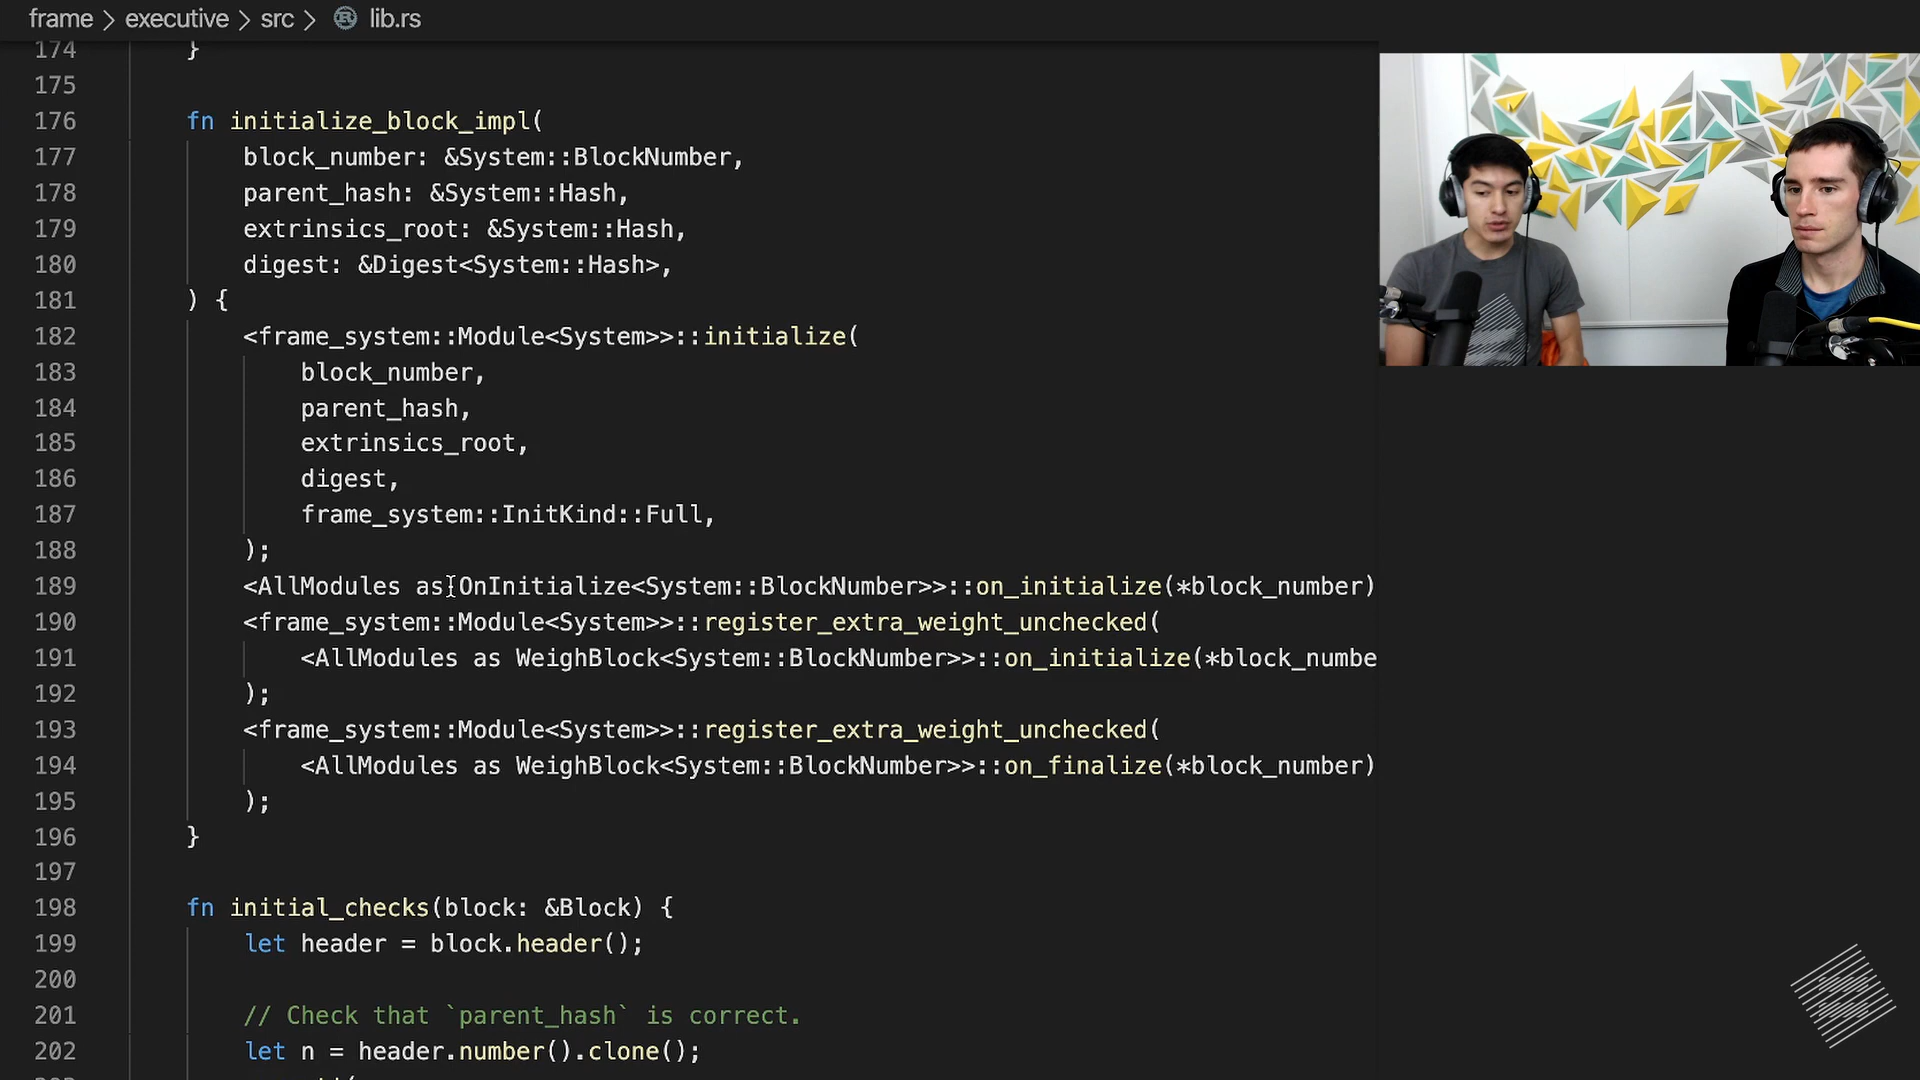 frame > executive > src > lib.rs
174 }
175
176 fn initialize_block_impl(
177 block_number: &System::BlockNumber,
178 parent_hash: &System::Hash,
179 extrinsics_root: &System::Hash,
180 digest: &Digest<System::Hash>,
181 ) {
182 <frame_system::Module<System>>::initialize(
183 block_number,
184 parent_hash,
185 extrinsics_root,
186 digest,
187 frame_system::InitKind::Full,
188 );
189 <AllModules as OnInitialize<System::BlockNumber>>::on_initialize(*block_number)
190 <frame_system::Module<System>>::register_extra_weight_unchecked(
191 <AllModules as WeighBlock<System::BlockNumber>>::on_initialize(*block_numbe
192 );
193 <frame_system::Module<System>>::register_extra_weight_unchecked(
194 <AllModules as WeighBlock<System::BlockNumber>>::on_finalize(*block_number)
195 );
196 }
197
198 fn initial_checks(block: &Block) {
199 let header = block.header();
200
201 // Check that `parent_hash` is correct.
202 let n = header.number().clone();